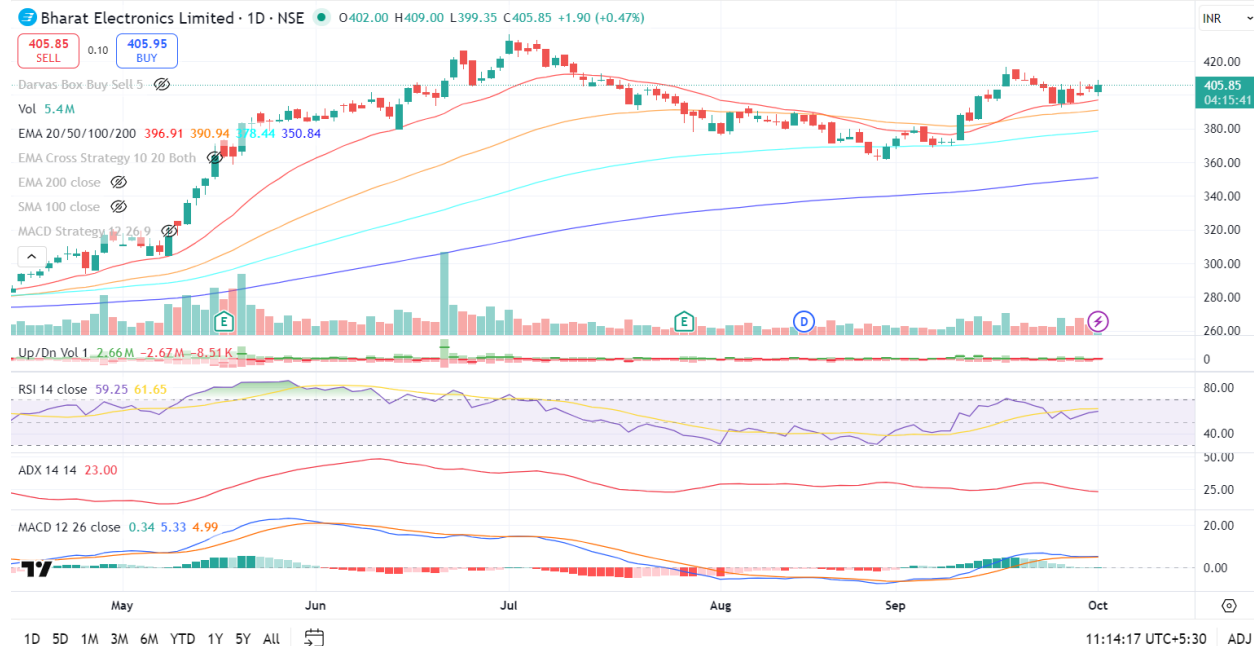 Bharat Electronics Limited · 1D · NSE O402.00 H409.00 L399.35 C405.85 +1.90 (+0.47%)
INR
405.85 SELL 0.10 405.95 BUY
Darvas Box Buy Sell 5
Vol 5.4M
EMA 20/50/100/200 396.91 390.94 378.44 350.84
EMA Cross Strategy 10 20 Both
EMA 200 close
SMA 100 close
MACD Strategy 12 26 9
420.00
405.85
04:15:41
380.00
360.00
340.00
320.00
300.00
280.00
260.00
E E D
Up/Dn Vol 1 2.66M −2.67M −8.51K
0
RSI 14 close 59.25 61.65
80.00
40.00
ADX 14 14 23.00
50.00
25.00
MACD 12 26 close 0.34 5.33 4.99
20.00
0.00
May Jun Jul Aug Sep Oct
1D 5D 1M 3M 6M YTD 1Y 5Y All 11:14:17 UTC+5:30 ADJ